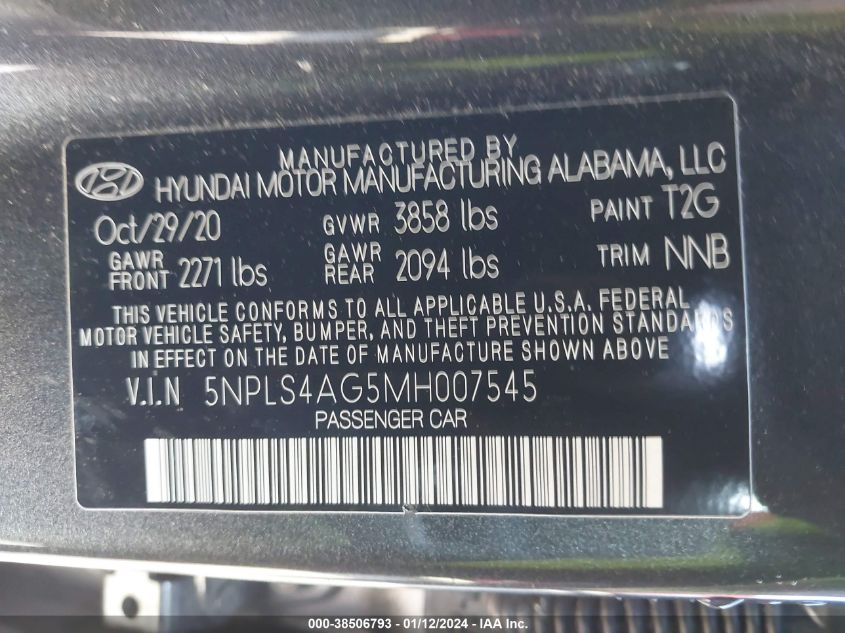 MANUFACTURED BY
HYUNDAI MOTOR MANUFACTURING ALABAMA, LLC
Oct/29/20 GVWR 3858 lbs PAINT T2G
GAWR FRONT 2271 lbs GAWR REAR 2094 lbs TRIM NNB
THIS VEHICLE CONFORMS TO ALL APPLICABLE U.S.A. FEDERAL
MOTOR VEHICLE SAFETY, BUMPER, AND THEFT PREVENTION STANDARDS
IN EFFECT ON THE DATE OF MANUFACTURE SHOWN ABOVE
V.I.N 5NPLS4AG5MH007545
PASSENGER CAR
000-38506793 - 01/12/2024 - IAA Inc.